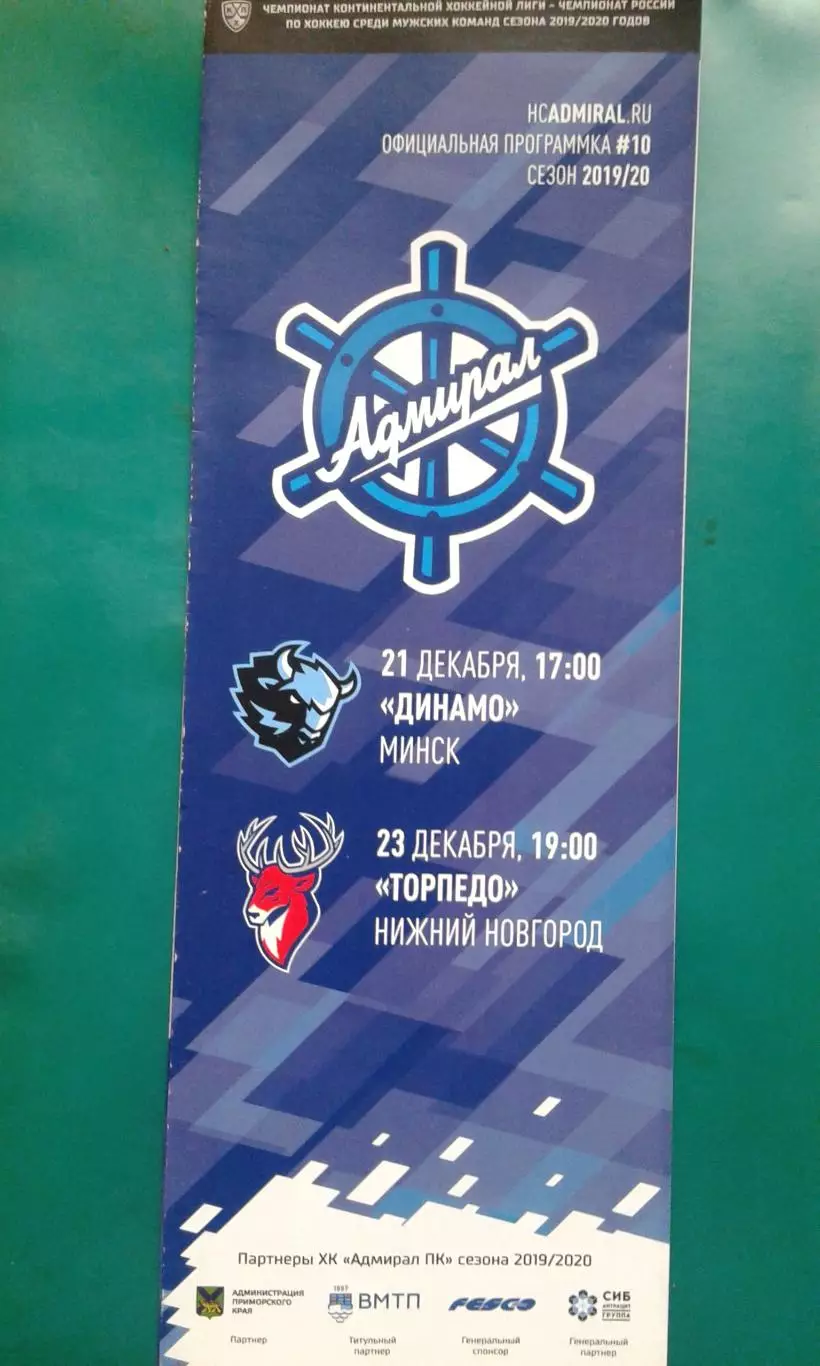 ЧЕМПИОНАТ КОНТИНЕНТАЛЬНОЙ ХОККЕЙНОЙ ЛИГИ - ЧЕМПИОНАТ РОССИИ
ПО ХОККЕЮ СРЕДИ МУЖСКИХ КОМАНД СЕЗОНА 2019/2020 ГОДОВ
HCADMIRAL.RU
ОФИЦИАЛЬНАЯ ПРОГРАММКА #10
СЕЗОН 2019/20
Адмирал
21 ДЕКАБРЯ, 17:00
«ДИНАМО»
МИНСК
23 ДЕКАБРЯ, 19:00
«ТОРПЕДО»
НИЖНИЙ НОВГОРОД
Партнеры ХК «Адмирал ПК» сезона 2019/2020
АДМИНИСТРАЦИЯ
ПРИМОРСКОГО
КРАЯ
Партнер
1897
ВМТП
Титульный
партнер
FESCO
Генеральный
спонсор
СИБ
АНТРАЦИТ
ГРУППА
Генеральный
партнер